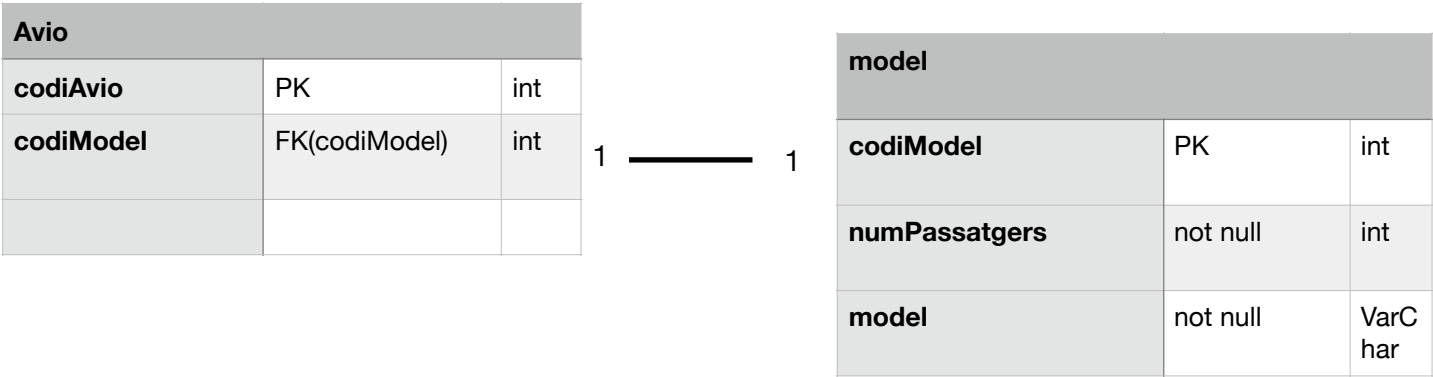 Avio
codiAvio PK int
codiModel FK(codiModel) int
1 1
model
codiModel PK int
numPassatgers not null int
model not null VarC
har